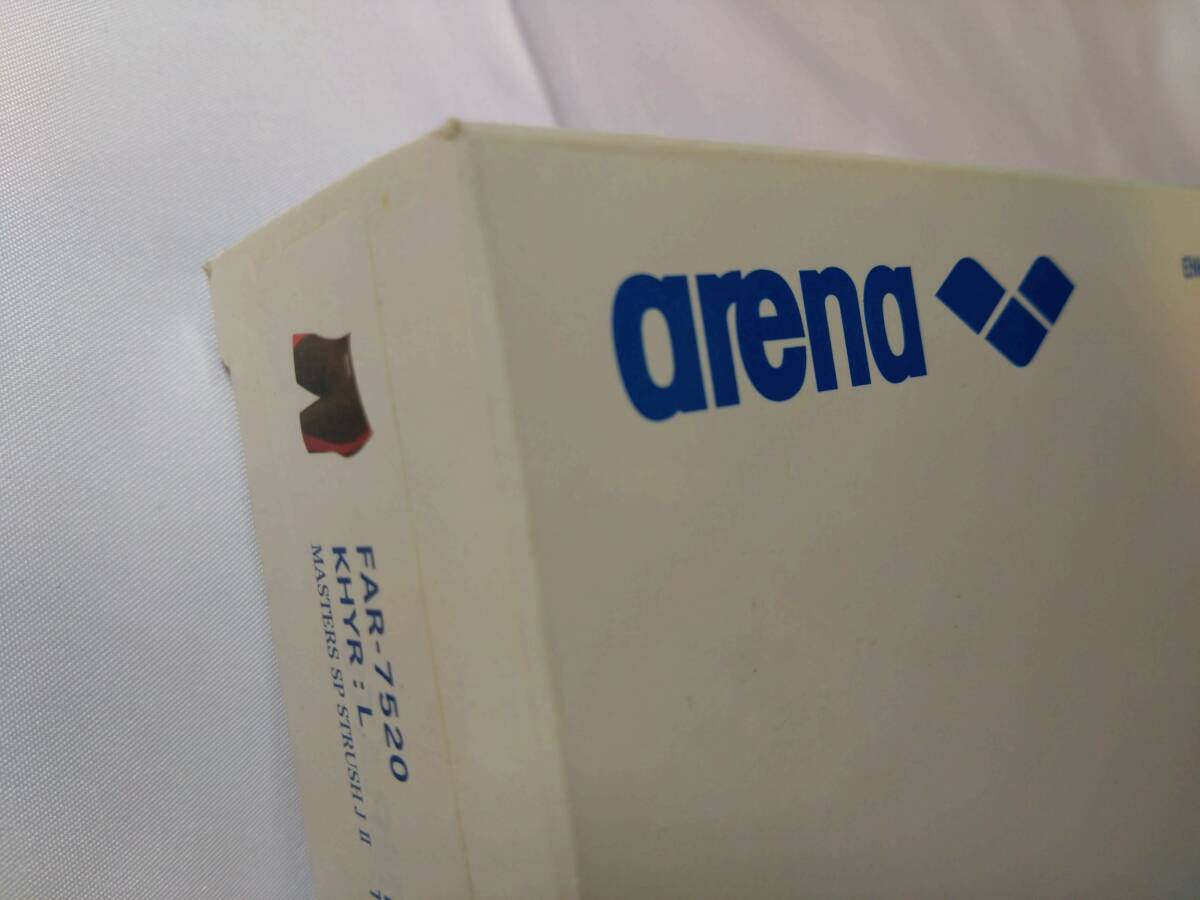 arena
FAR-7520
KHYR : L
MASTERS SP STRUSH J II